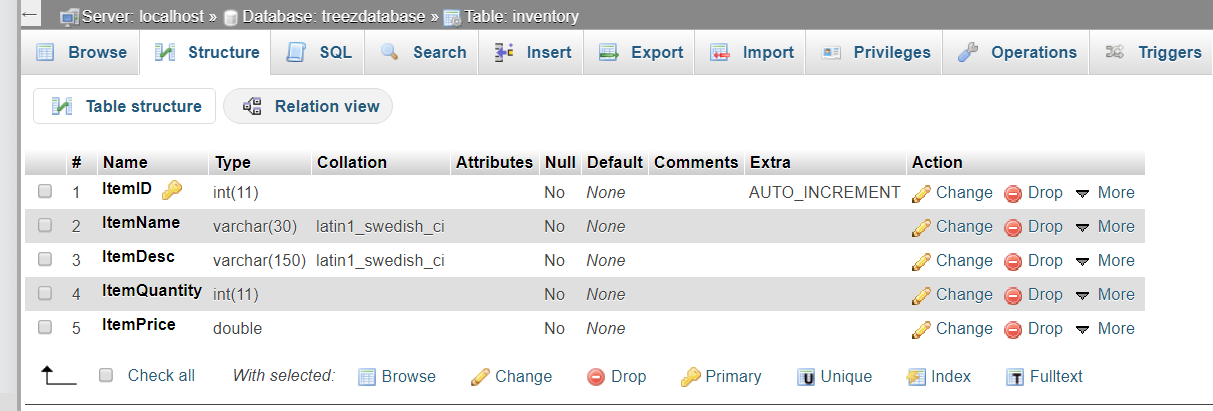 Server: localhost » Database: treezdatabase » Table: inventory
Browse Structure SQL Search Insert Export Import Privileges Operations Triggers
Table structure Relation view
# Name Type Collation Attributes Null Default Comments Extra Action
1 ItemID int(11) No None AUTO_INCREMENT Change Drop More
2 ItemName varchar(30) latin1_swedish_ci No None Change Drop More
3 ItemDesc varchar(150) latin1_swedish_ci No None Change Drop More
4 ItemQuantity int(11) No None Change Drop More
5 ItemPrice double No None Change Drop More
Check all With selected: Browse Change Drop Primary U Unique Index T Fulltext